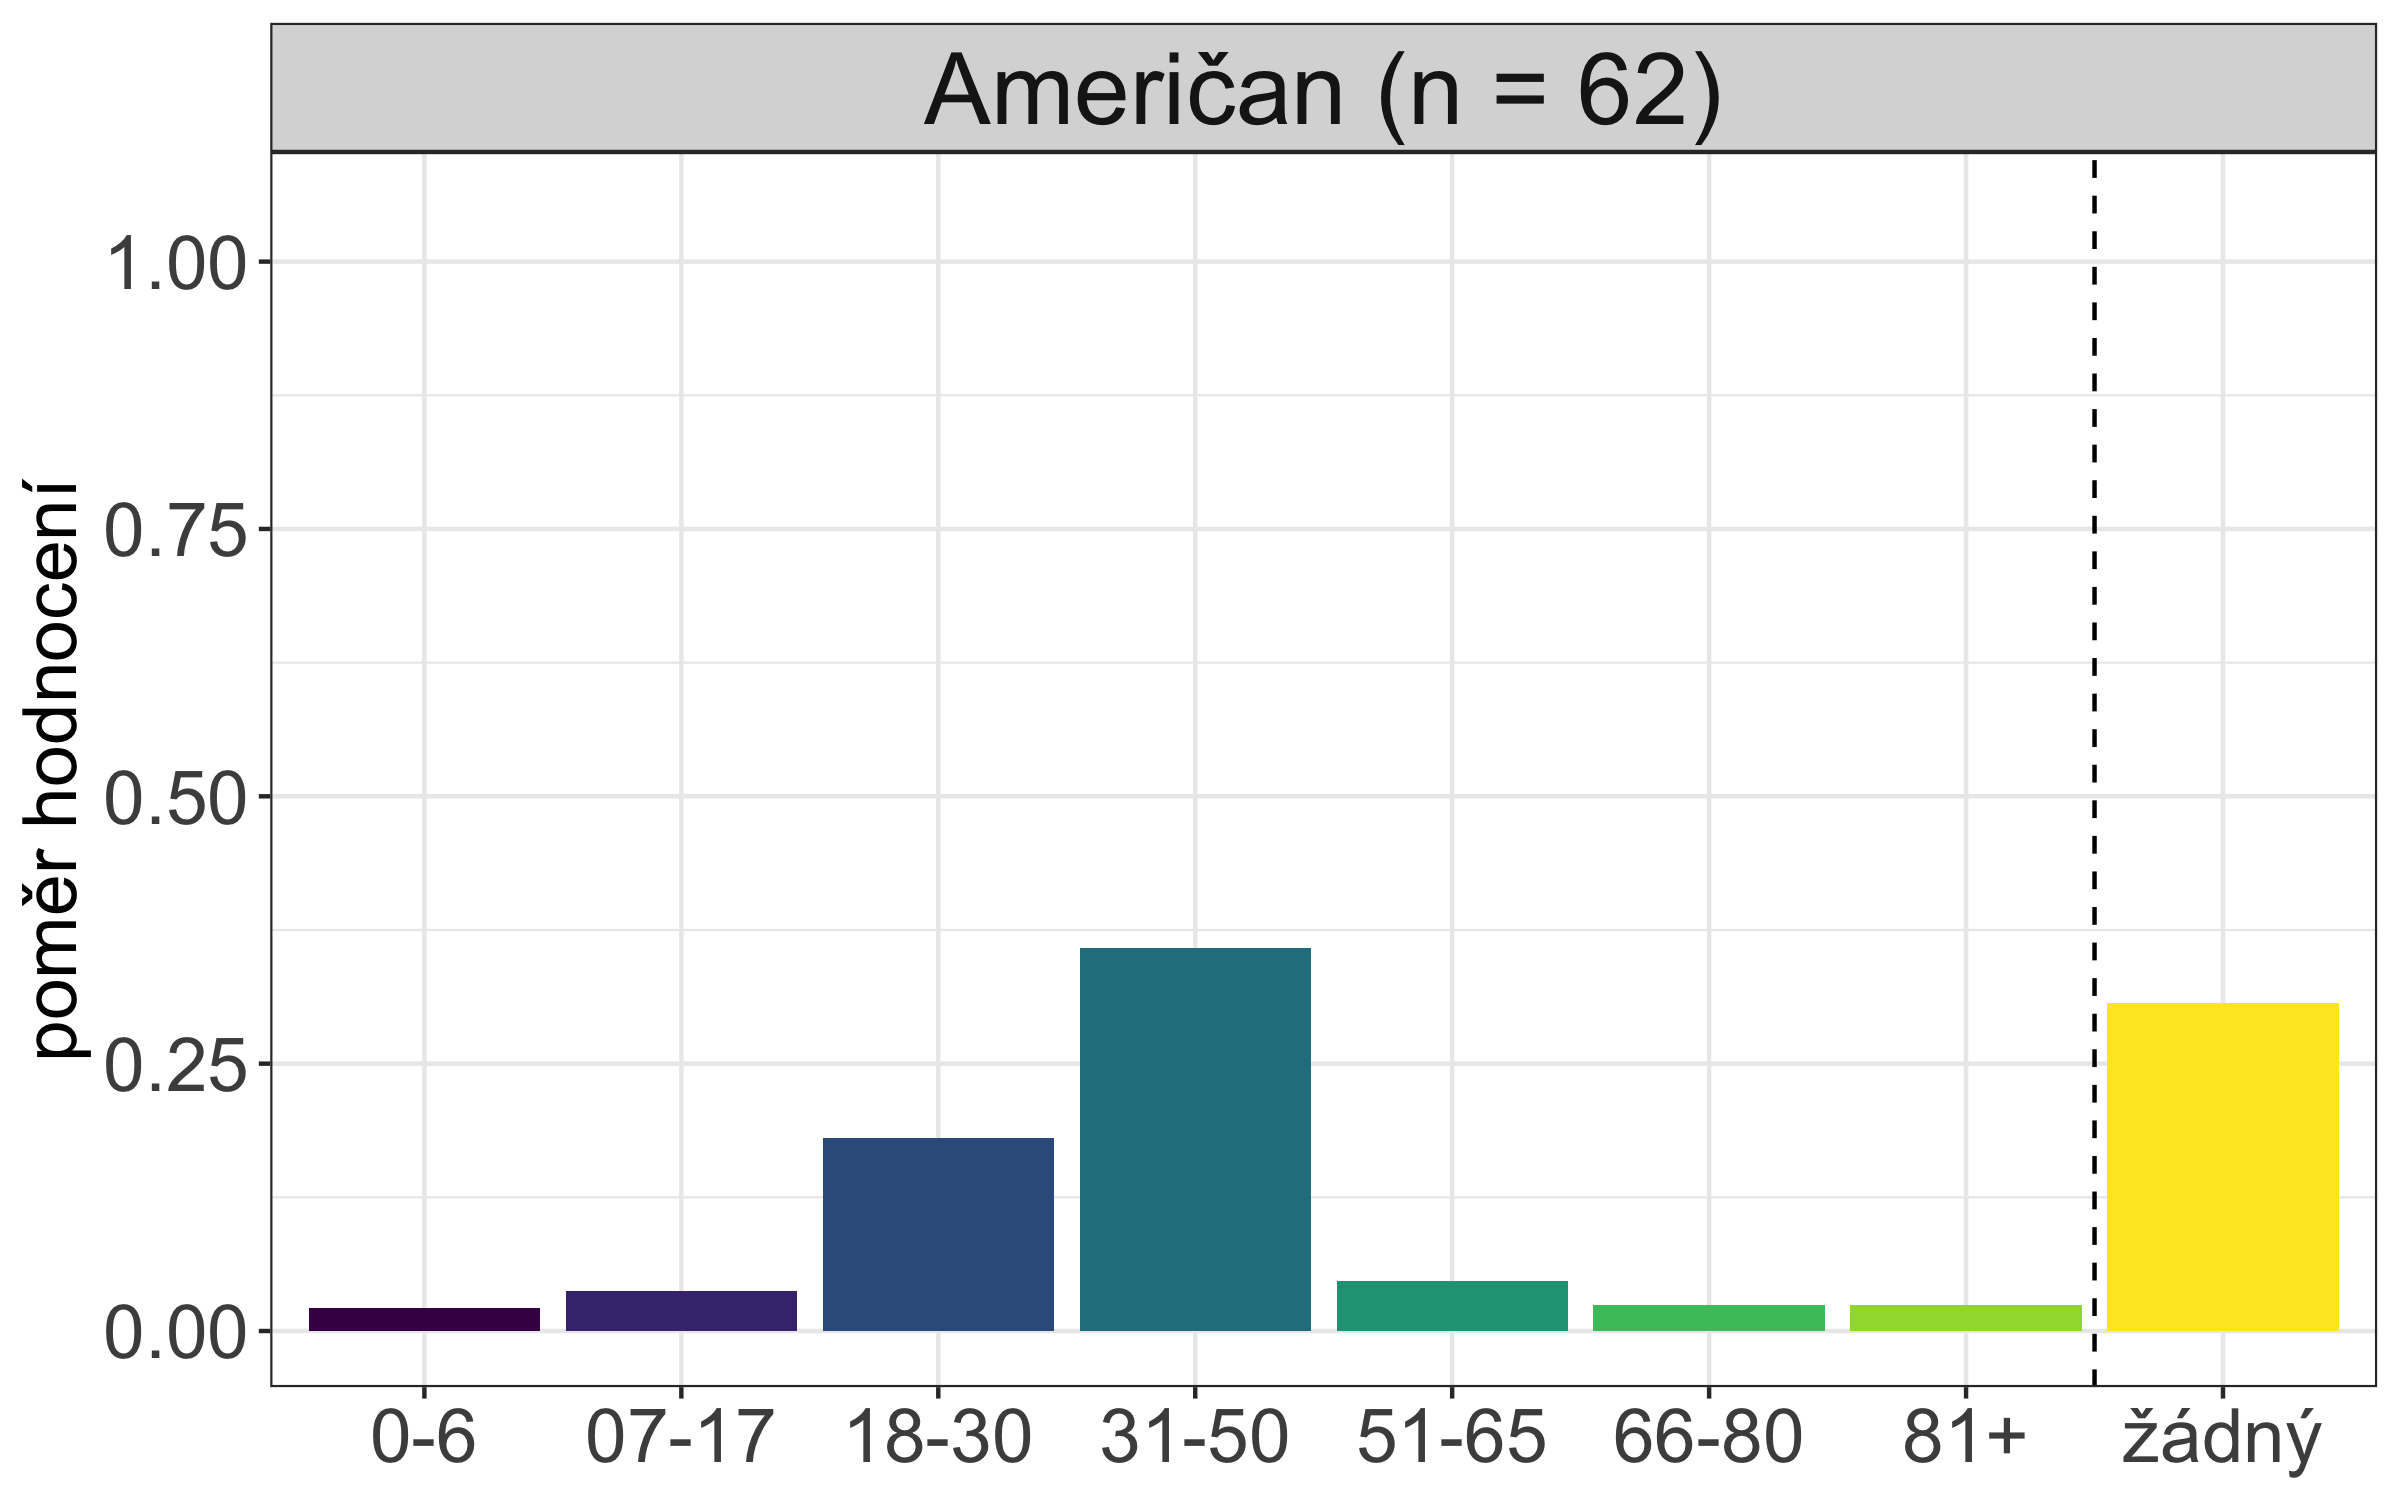 Američan (n = 62)
poměr hodnocení
1.00
0.75
0.50
0.25
0.00
0-6 07-17 18-30 31-50 51-65 66-80 81+ žádný